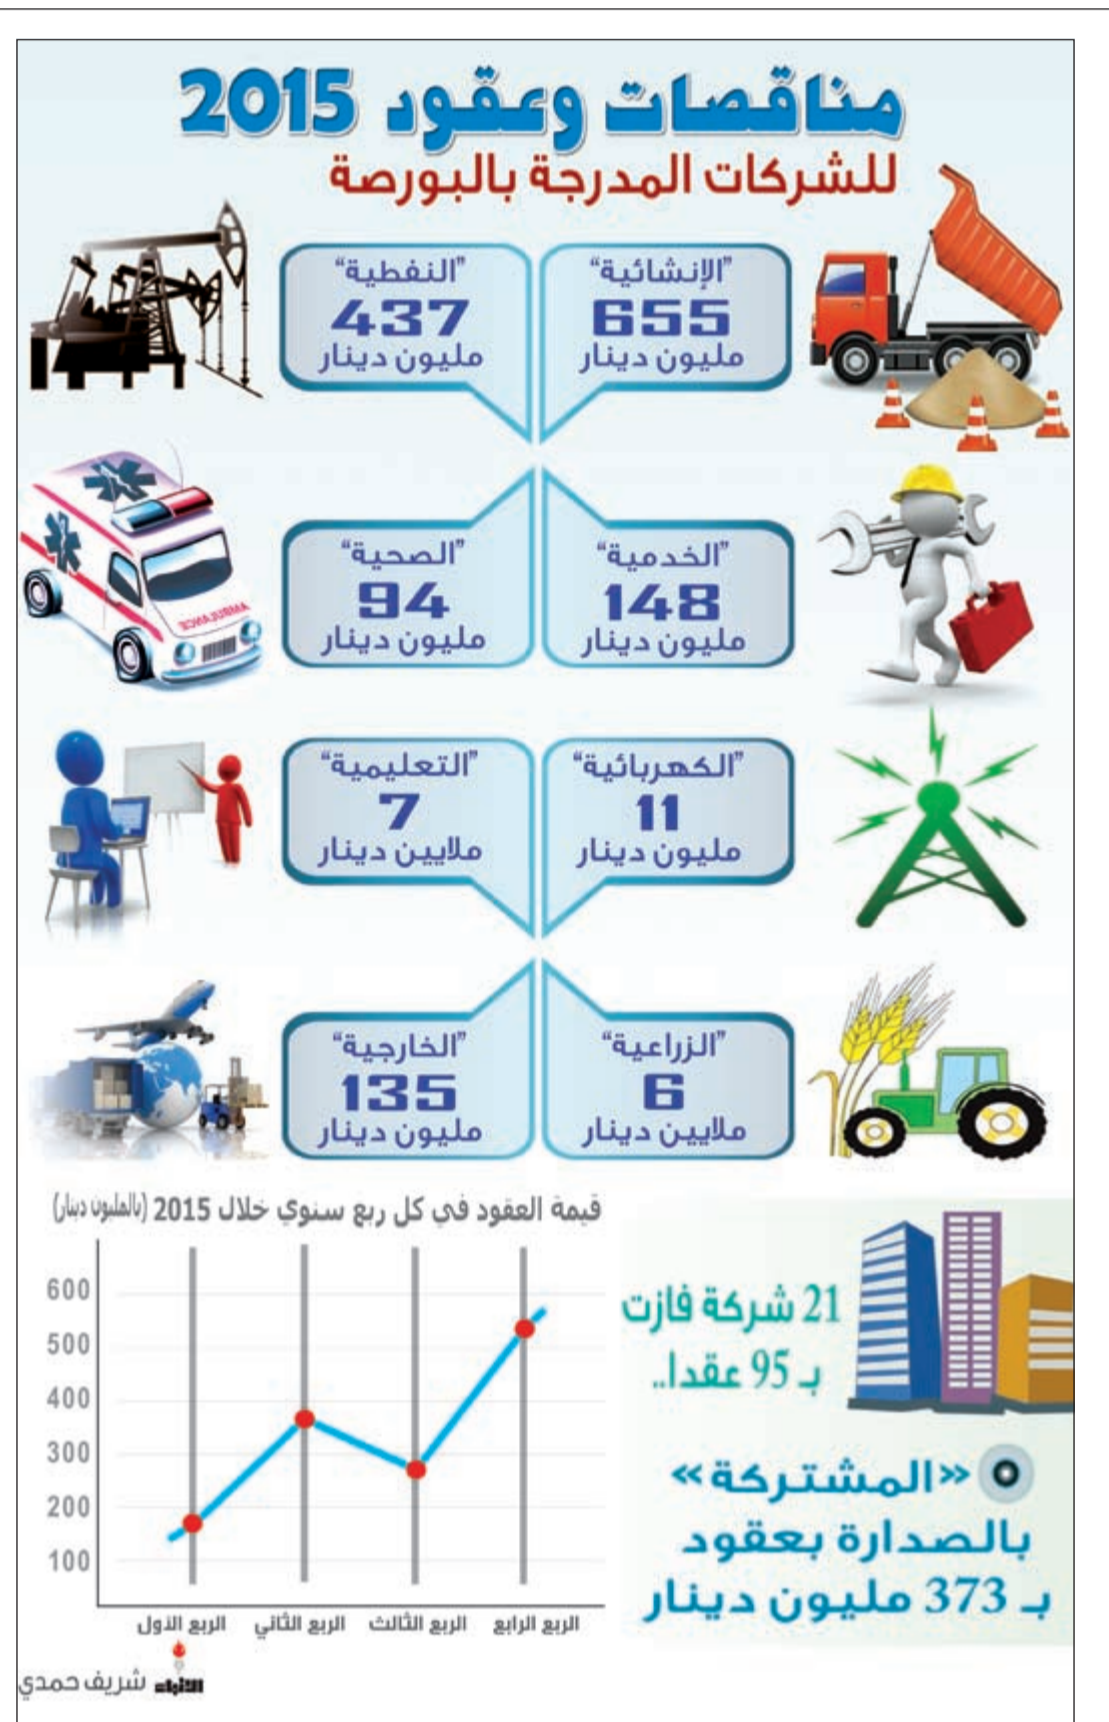 مناقصات وعقود 2015
للشركات المدرجة بالبورصة
"الإنشائية"
655
مليون دينار
"النفطية"
437
مليون دينار
"الخدمية"
148
مليون دينار
"الصحية"
94
مليون دينار
AMBULANCE
"الكهربائية"
11
مليون دينار
"التعليمية"
7
ملايين دينار
"الزراعية"
6
ملايين دينار
"الخارجية"
135
مليون دينار
21 شركة فازت
بـ 95 عقدا..
«المشتركة»
بالصدارة بعقود
بـ 373 مليون دينار
قيمة العقود في كل ربع سنوي خلال 2015 (بالمليون دينار)
600
500
400
300
200
100
الربع الاول
الربع الثاني
الربع الثالث
الربع الرابع
الأنباء شريف حمدي